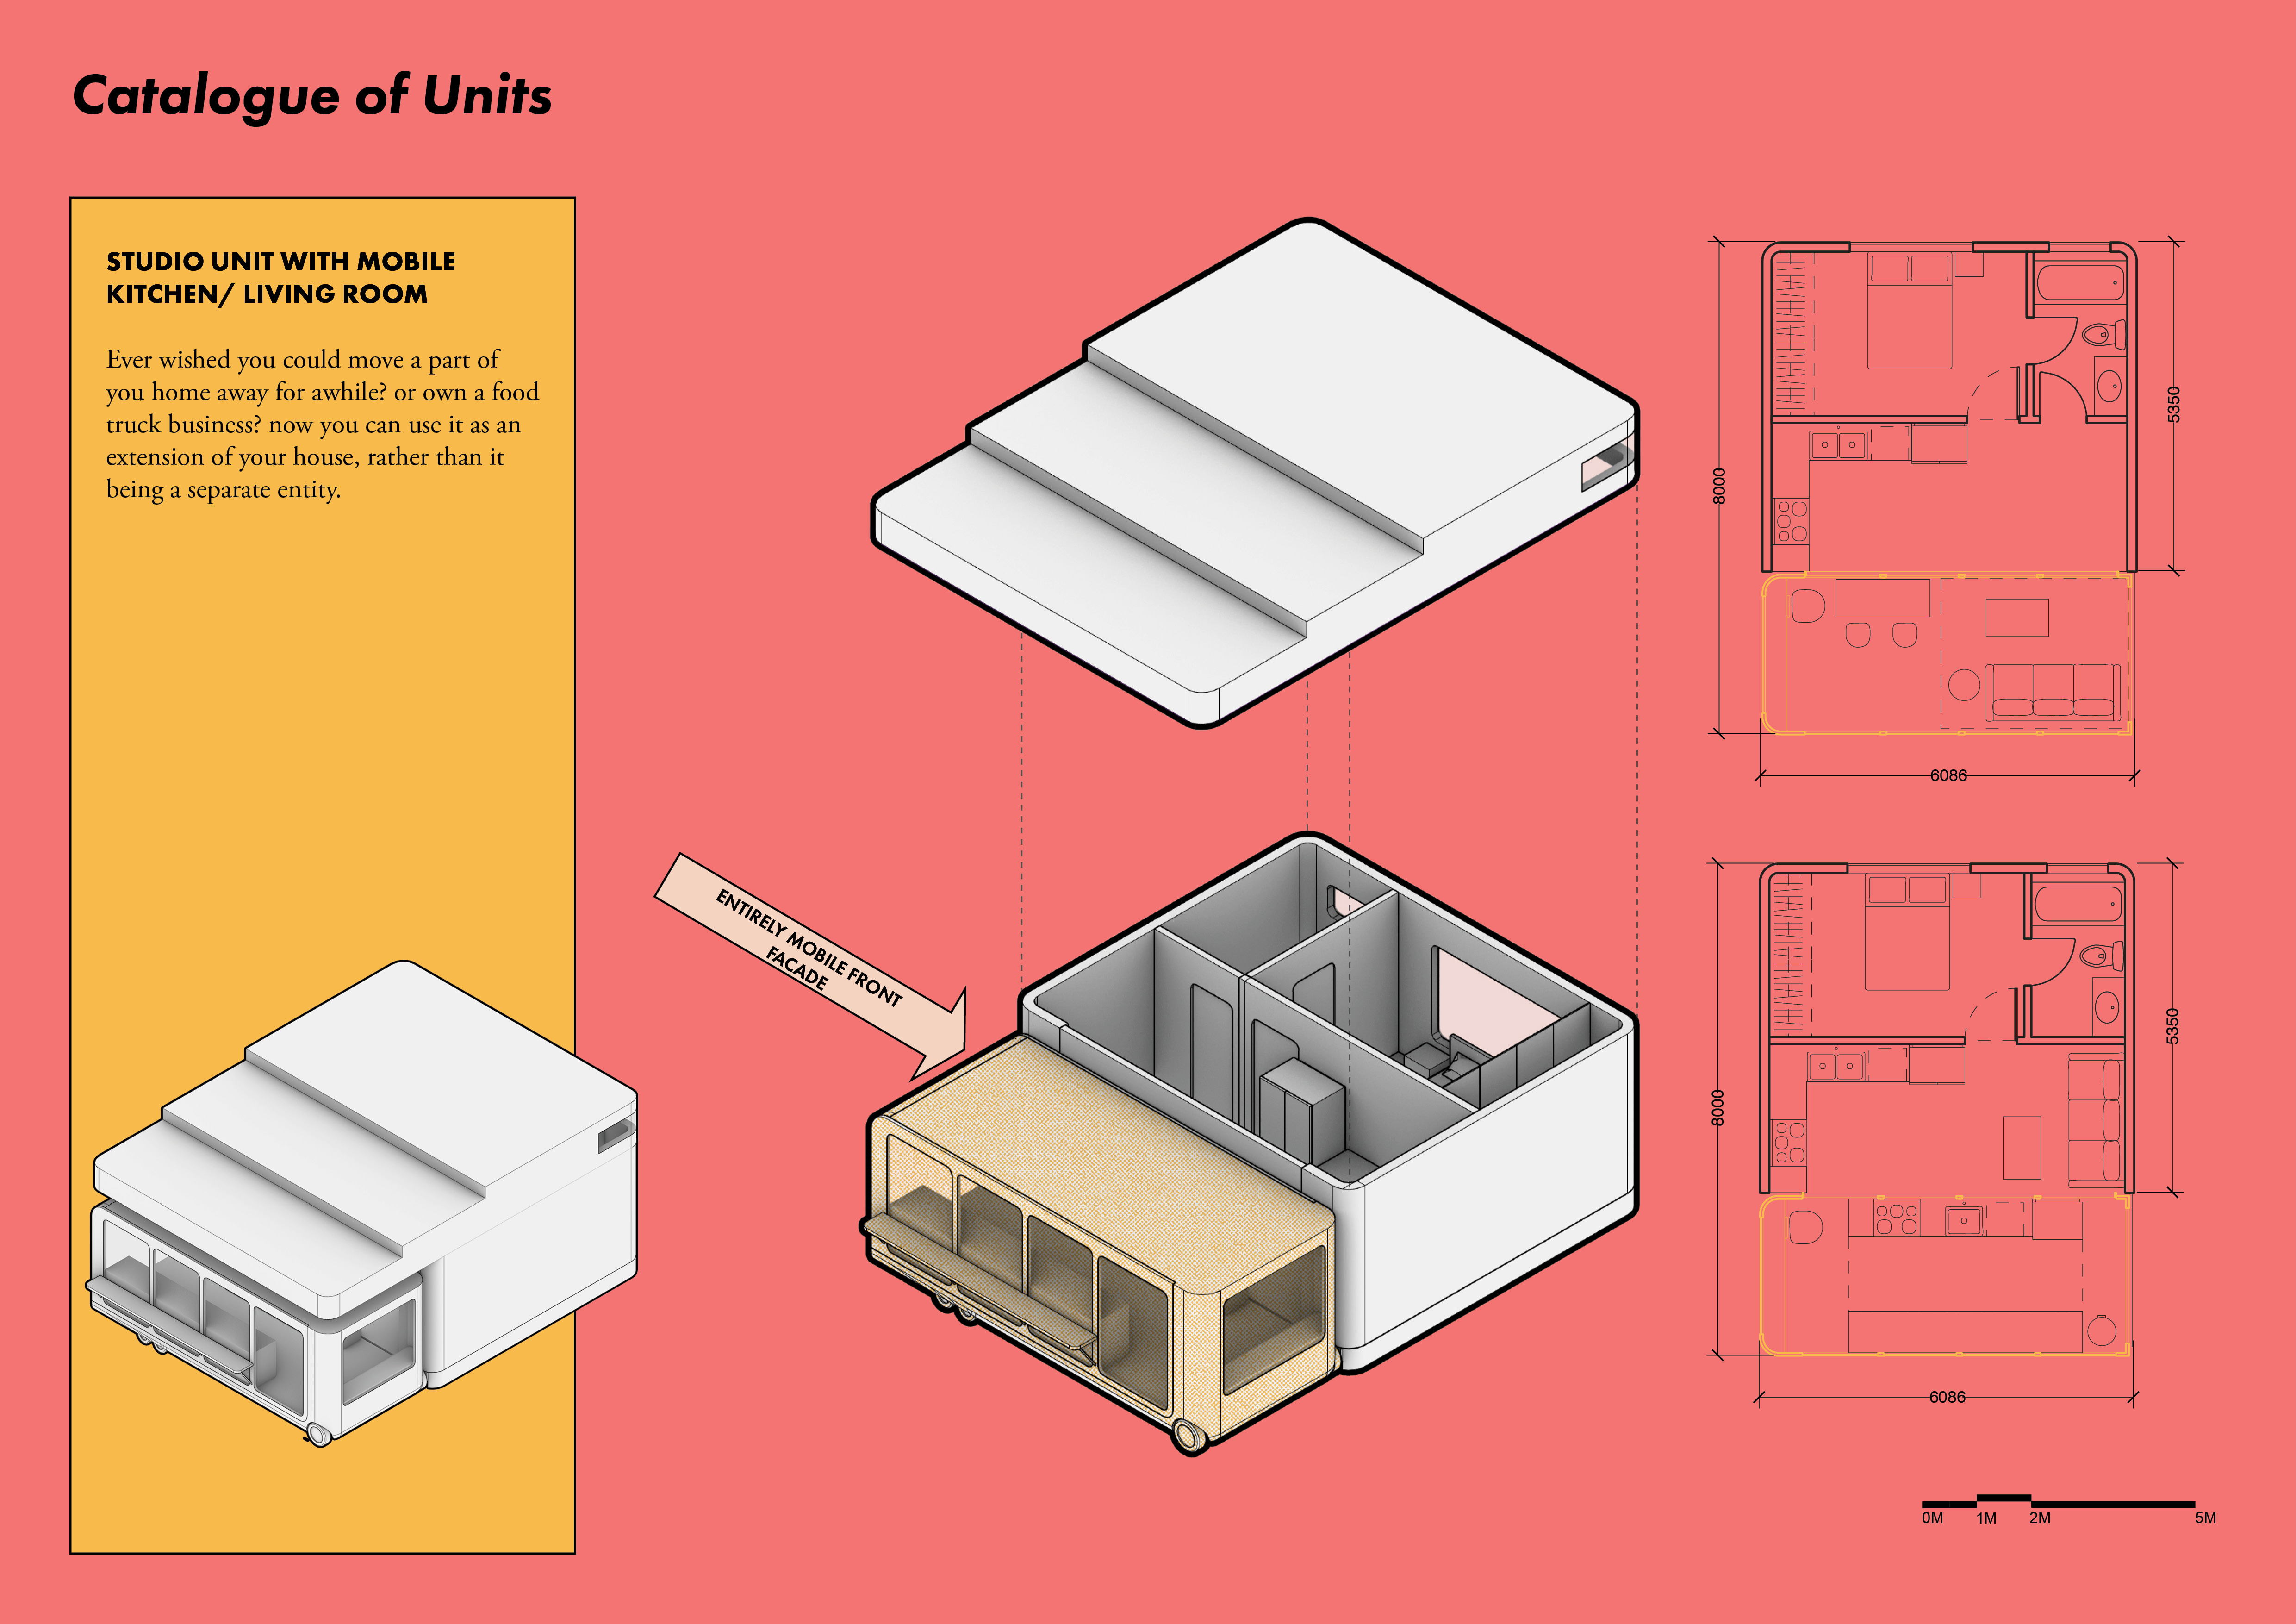 Catalogue of Units
STUDIO UNIT WITH MOBILE
KITCHEN/ LIVING ROOM
Ever wished you could move a part of
you home away for awhile? or own a food
truck business? now you can use it as an
extension of your house, rather than it
being a separate entity.
ENTIRELY MOBILE FRONT
FACADE
8000
5350
6086
8000
5350
6086
0M 1M 2M 5M